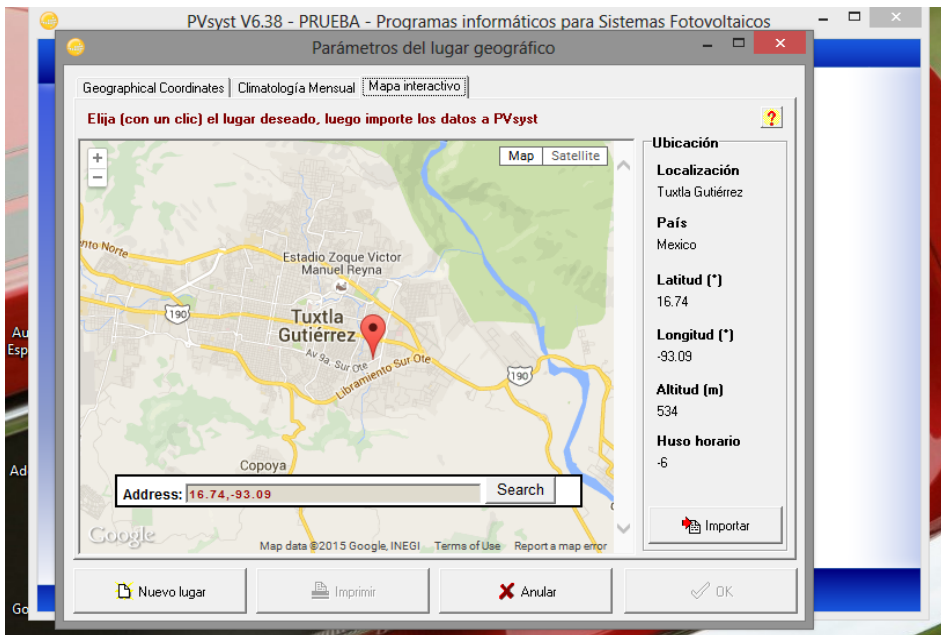 PVsyst V6.38 - PRUEBA - Programas informáticos para Sistemas Fotovoltaicos
Parámetros del lugar geográfico
Geographical Coordinates Climatología Mensual Mapa interactivo
Elija (con un clic) el lugar deseado, luego importe los datos a PVsyst
?
Map Satellite
+
−
Norte
Estadio Zoque Victor
Manuel Reyna
190
Tuxtla
Gutiérrez
Av 9a. Sur Ote
Libramiento Sur Ote
190
Copoya
Address: 16.74,-93.09 Search
Google
Map data ©2015 Google, INEGI Terms of Use Report a map error
Ubicación
Localización
Tuxtla Gutiérrez
País
Mexico
Latitud (°)
16.74
Longitud (°)
-93.09
Altitud (m)
534
Huso horario
-6
Importar
Nuevo lugar Imprimir Anular OK
Au
Esp
Ad
Go